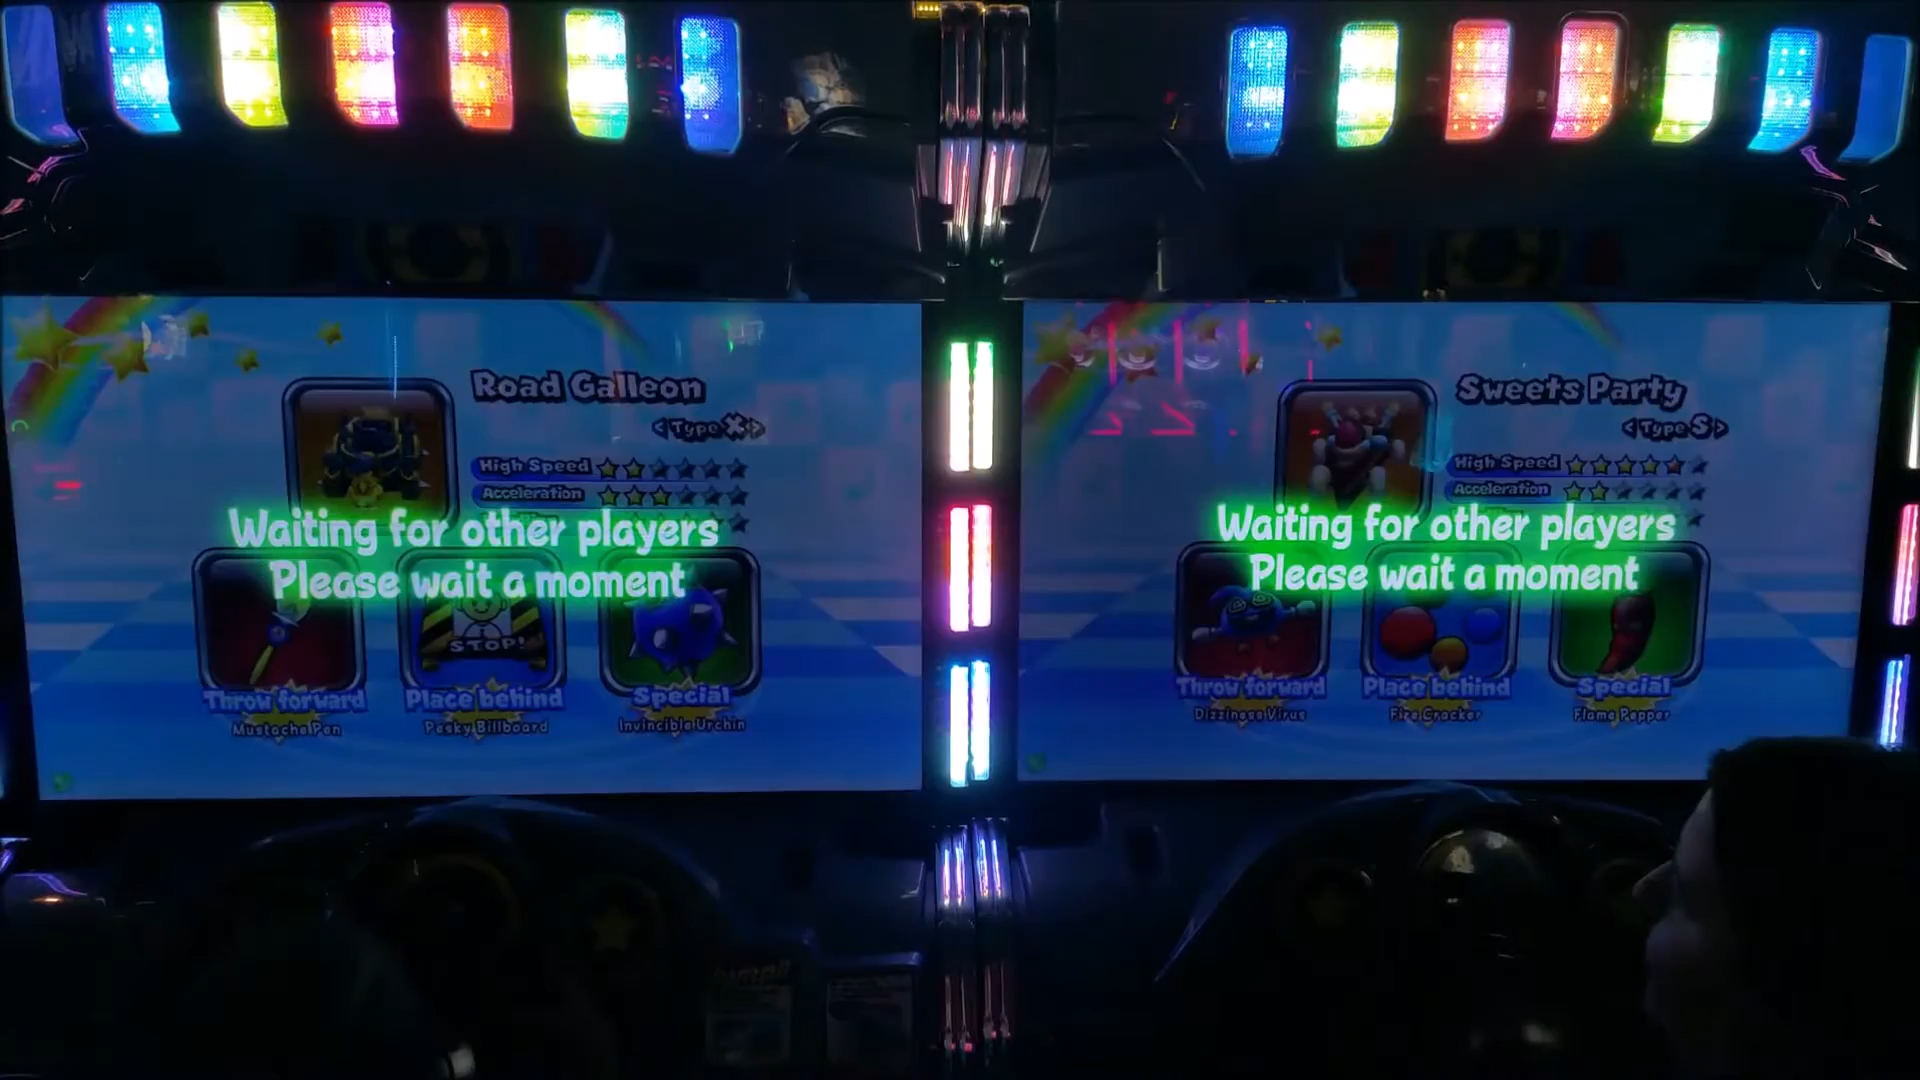 Road Galleon
<Type X>
High Speed
Acceleration
Waiting for other players
Please wait a moment
STOP!
Throw forward
Place behind
Special
Mustache Pen
Pesky Billboard
Invincible Urchin
Sweets Party
<Type S>
High Speed
Acceleration
Waiting for other players
Please wait a moment
Throw forward
Place behind
Special
Dizziness Virus
Fire Cracker
Flame Pepper